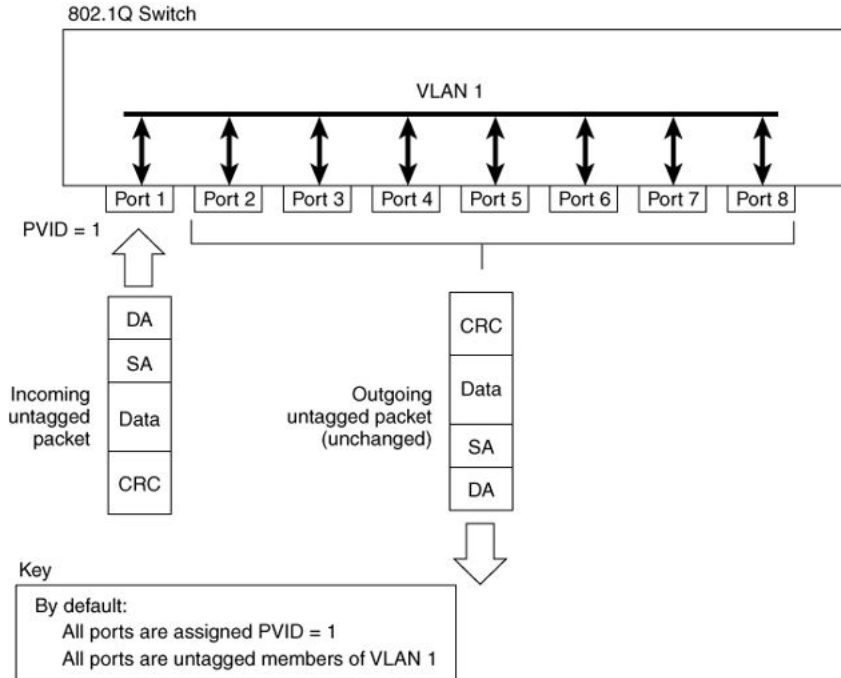 802.1Q Switch
VLAN 1
Port 1
Port 2
Port 3
Port 4
Port 5
Port 6
Port 7
Port 8
PVID = 1
DA
SA
Data
CRC
Incoming
untagged
packet
CRC
Data
SA
DA
Outgoing
untagged packet
(unchanged)
Key
By default:
All ports are assigned PVID = 1
All ports are untagged members of VLAN 1